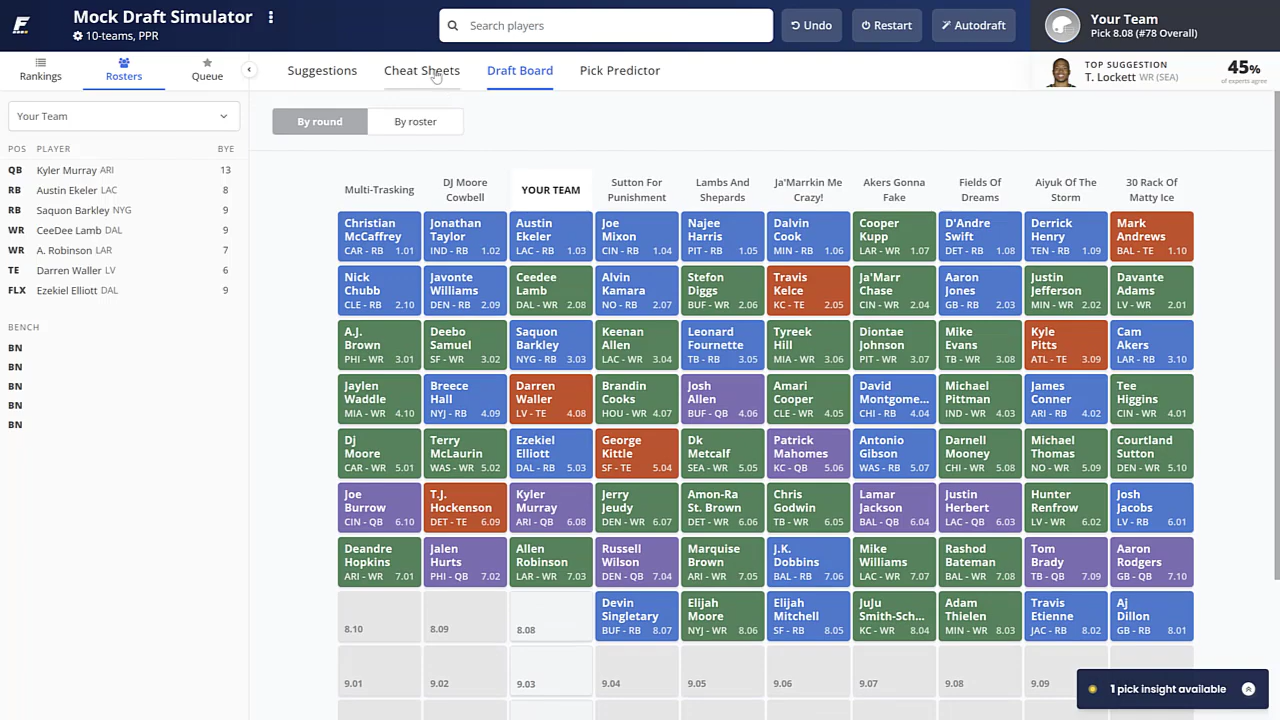 Mock Draft Simulator
10-teams, PPR
Search players
Undo
Restart
Autodraft
Your Team
Pick 8.08 (#78 Overall)
Rankings
Rosters
Queue
Suggestions
Cheat Sheets
Draft Board
Pick Predictor
TOP SUGGESTION
T. Lockett WR (SEA)
45%
of experts agree
Your Team
POS PLAYER BYE
QB Kyler Murray ARI 13
RB Austin Ekeler LAC 8
RB Saquon Barkley NYG 9
WR CeeDee Lamb DAL 9
WR A. Robinson LAR 7
TE Darren Waller LV 6
FLX Ezekiel Elliott DAL 9
BENCH
BN
BN
BN
BN
BN
By round
By roster
Multi-Trasking
DJ Moore
Cowbell
YOUR TEAM
Sutton For
Punishment
Lambs And
Shepards
Ja'Marrkin Me
Crazy!
Akers Gonna
Fake
Fields Of
Dreams
Aiyuk Of The
Storm
30 Rack Of
Matty Ice
Christian
McCaffrey
CAR - RB 1.01
Jonathan
Taylor
IND - RB 1.02
Austin
Ekeler
LAC - RB 1.03
Joe
Mixon
CIN - RB 1.04
Najee
Harris
PIT - RB 1.05
Dalvin
Cook
MIN - RB 1.06
Cooper
Kupp
LAR - WR 1.07
D'Andre
Swift
DET - RB 1.08
Derrick
Henry
TEN - RB 1.09
Mark
Andrews
BAL - TE 1.10
Nick
Chubb
CLE - RB 2.10
Javonte
Williams
DEN - RB 2.09
Ceedee
Lamb
DAL - WR 2.08
Alvin
Kamara
NO - RB 2.07
Stefon
Diggs
BUF - WR 2.06
Travis
Kelce
KC - TE 2.05
Ja'Marr
Chase
CIN - WR 2.04
Aaron
Jones
GB - RB 2.03
Justin
Jefferson
MIN - WR 2.02
Davante
Adams
LV - WR 2.01
A.J.
Brown
PHI - WR 3.01
Deebo
Samuel
SF - WR 3.02
Saquon
Barkley
NYG - RB 3.03
Keenan
Allen
LAC - WR 3.04
Leonard
Fournette
TB - RB 3.05
Tyreek
Hill
MIA - WR 3.06
Diontae
Johnson
PIT - WR 3.07
Mike
Evans
TB - WR 3.08
Kyle
Pitts
ATL - TE 3.09
Cam
Akers
LAR - RB 3.10
Jaylen
Waddle
MIA - WR 4.10
Breece
Hall
NYJ - RB 4.09
Darren
Waller
LV - TE 4.08
Brandin
Cooks
HOU - WR 4.07
Josh
Allen
BUF - QB 4.06
Amari
Cooper
CLE - WR 4.05
David
Montgome...
CHI - RB 4.04
Michael
Pittman
IND - WR 4.03
James
Conner
ARI - RB 4.02
Tee
Higgins
CIN - WR 4.01
Dj
Moore
CAR - WR 5.01
Terry
McLaurin
WAS - WR 5.02
Ezekiel
Elliott
DAL - RB 5.03
George
Kittle
SF - TE 5.04
Dk
Metcalf
SEA - WR 5.05
Patrick
Mahomes
KC - QB 5.06
Antonio
Gibson
WAS - RB 5.07
Darnell
Mooney
CHI - WR 5.08
Michael
Thomas
NO - WR 5.09
Courtland
Sutton
DEN - WR 5.10
Joe
Burrow
CIN - QB 6.10
T.J.
Hockenson
DET - TE 6.09
Kyler
Murray
ARI - QB 6.08
Jerry
Jeudy
DEN - WR 6.07
Amon-Ra
St. Brown
DET - WR 6.06
Chris
Godwin
TB - WR 6.05
Lamar
Jackson
BAL - QB 6.04
Justin
Herbert
LAC - QB 6.03
Hunter
Renfrow
LV - WR 6.02
Josh
Jacobs
LV - RB 6.01
Deandre
Hopkins
ARI - WR 7.01
Jalen
Hurts
PHI - QB 7.02
Allen
Robinson
LAR - WR 7.03
Russell
Wilson
DEN - QB 7.04
Marquise
Brown
ARI - WR 7.05
J.K.
Dobbins
BAL - RB 7.06
Mike
Williams
LAC - WR 7.07
Rashod
Bateman
BAL - WR 7.08
Tom
Brady
TB - QB 7.09
Aaron
Rodgers
GB - QB 7.10
8.10
8.09
8.08
Devin
Singletary
BUF - RB 8.07
Elijah
Moore
NYJ - WR 8.06
Elijah
Mitchell
SF - RB 8.05
JuJu
Smith-Sch...
KC - WR 8.04
Adam
Thielen
MIN - WR 8.03
Travis
Etienne
JAC - RB 8.02
Aj
Dillon
GB - RB 8.01
9.01
9.02
9.03
9.04
9.05
9.06
9.07
9.08
9.09
1 pick insight available